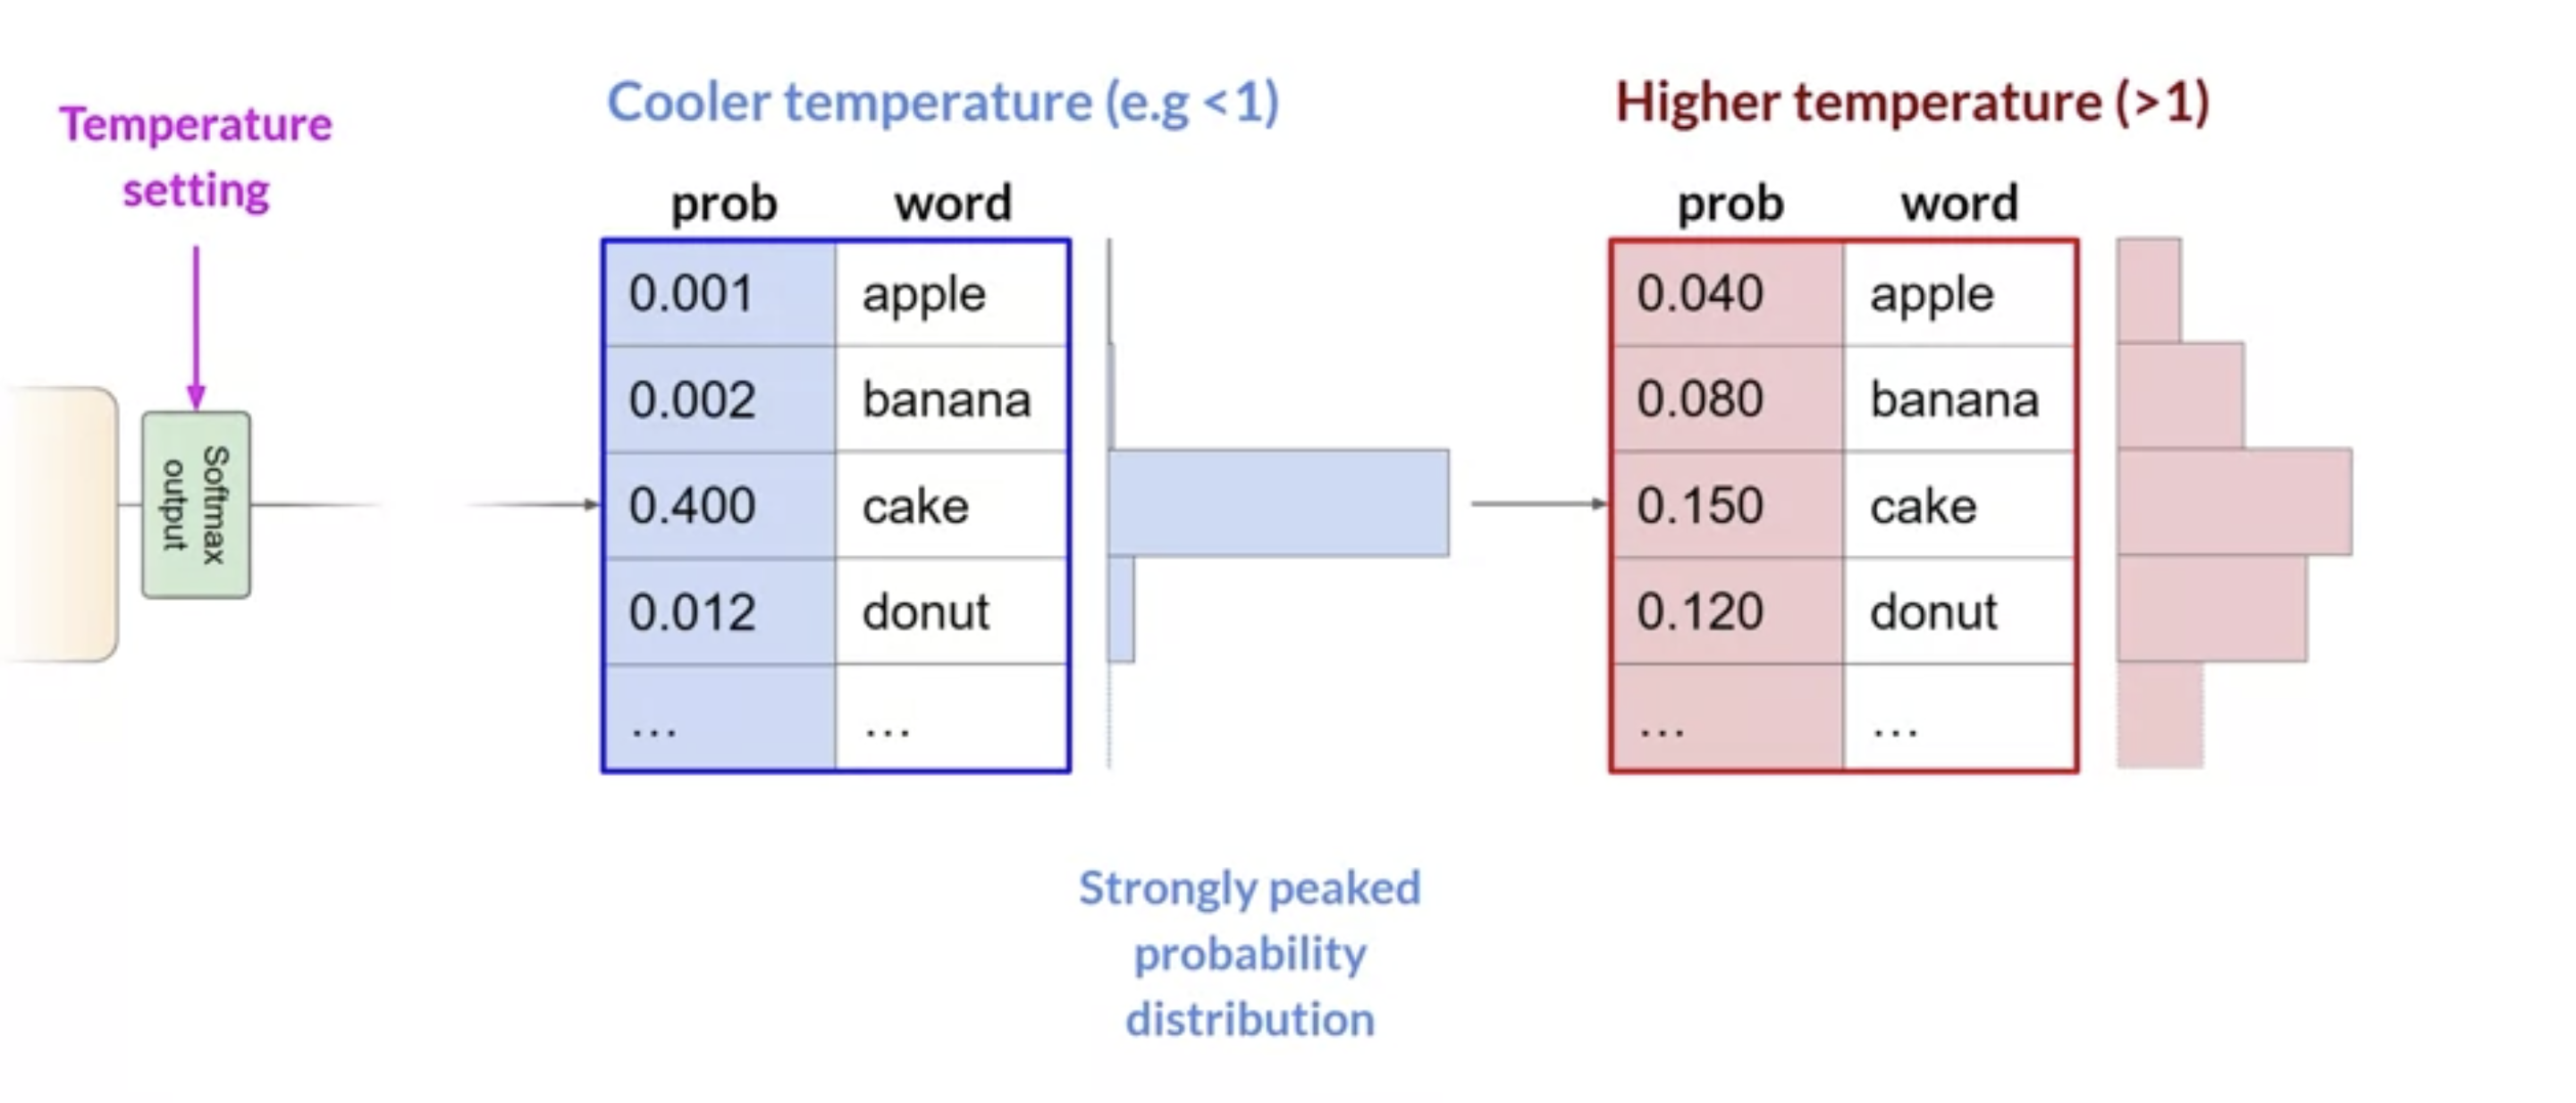 Temperature
setting
Softmax
output
Cooler temperature (e.g <1)
prob word
0.001 apple
0.002 banana
0.400 cake
0.012 donut
... ...
Strongly peaked
probability
distribution
Higher temperature (>1)
prob word
0.040 apple
0.080 banana
0.150 cake
0.120 donut
... ...